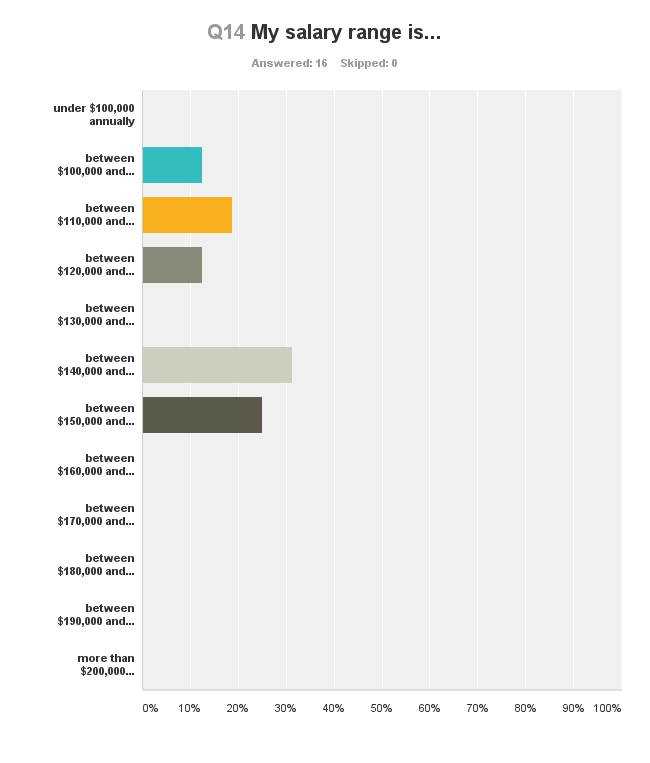 Q14 My salary range is...
Answered: 16 Skipped: 0
under $100,000
annually
between
$100,000 and...
between
$110,000 and...
between
$120,000 and...
between
$130,000 and...
between
$140,000 and...
between
$150,000 and...
between
$160,000 and...
between
$170,000 and...
between
$180,000 and...
between
$190,000 and...
more than
$200,000...
0% 10% 20% 30% 40% 50% 60% 70% 80% 90% 100%